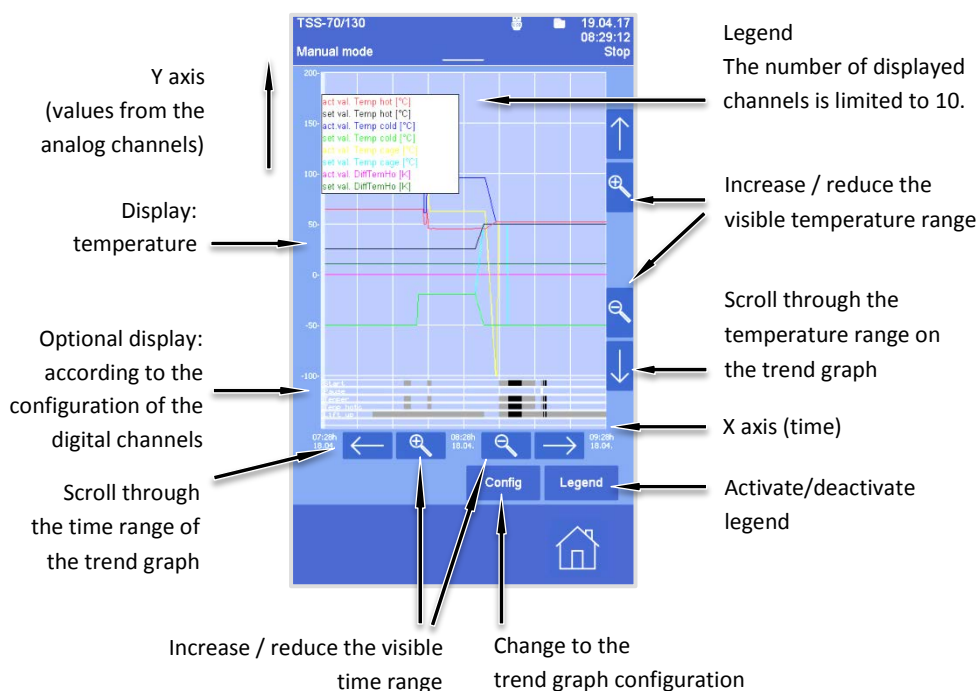 TSS-70/130
19.04.17
08:29:12
Manual mode
Stop
Legend
The number of displayed
channels is limited to 10.
Y axis
(values from the
analog channels)
200-
150-
100-
50-
0-
-50-
-100-
act.val. Temp hot [°C]
set val. Temp hot [°C]
act.val. Temp cold [°C]
set val. Temp cold [°C]
act.val. Temp cage [°C]
set val. Temp cage [°C]
act.val. DiffTemHo [K]
set val. DiffTemHo [K]
Increase / reduce the
visible temperature range
Display:
temperature
Scroll through the
temperature range on
the trend graph
Optional display:
according to the
configuration of the
digital channels
Start
X axis (time)
07:28h
18.04.
08:28h
18.04.
09:28h
18.04.
Config
Legend
Scroll through
the time range of
the trend graph
Activate/deactivate
legend
Increase / reduce the visible
time range
Change to the
trend graph configuration